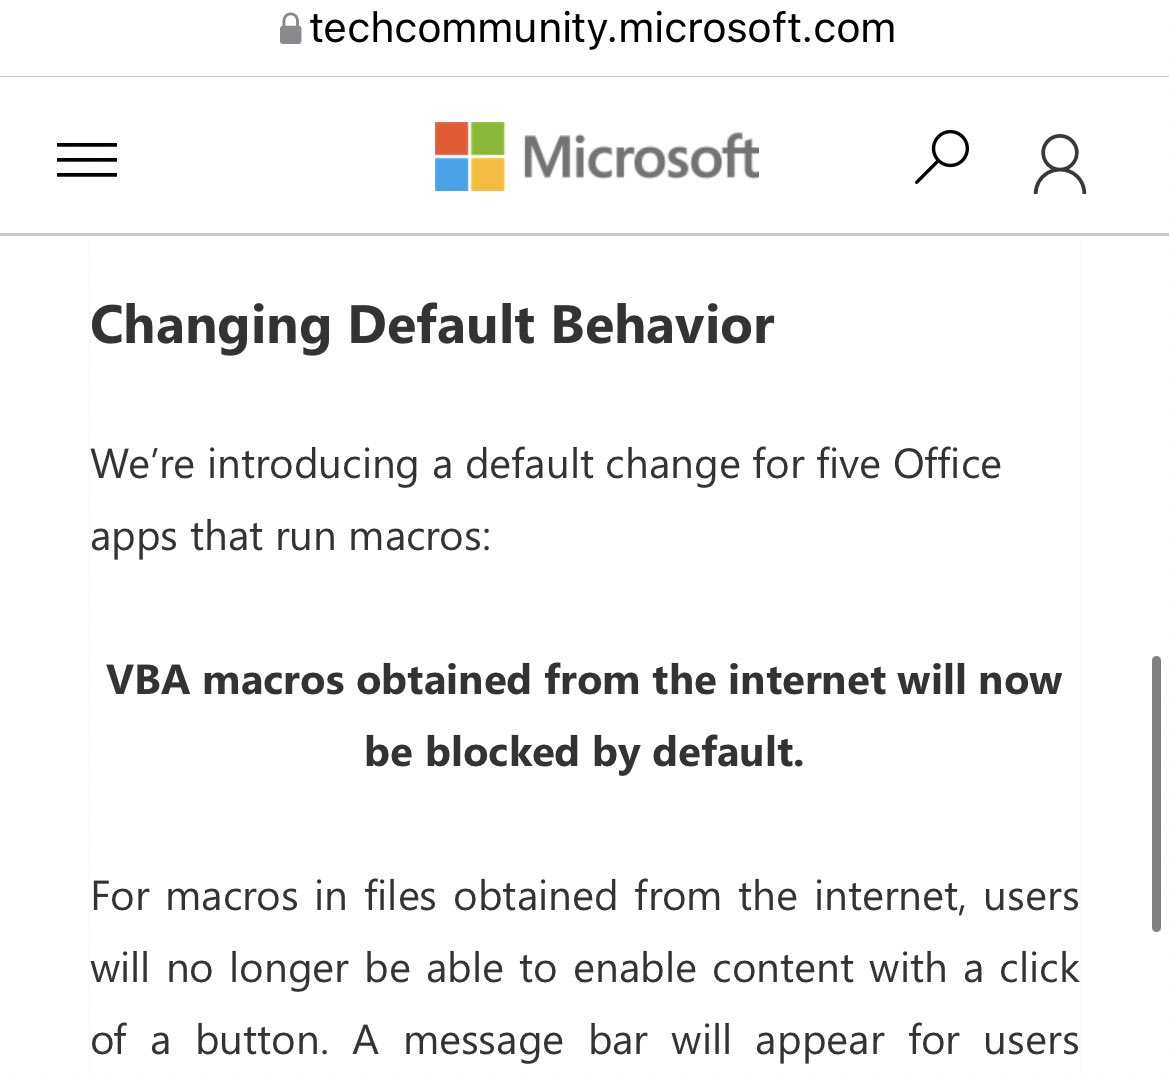 techcommunity.microsoft.com
Microsoft
Changing Default Behavior
We’re introducing a default change for five Office
apps that run macros:
VBA macros obtained from the internet will now
be blocked by default.
For macros in files obtained from the internet, users
will no longer be able to enable content with a click
of a button. A message bar will appear for users